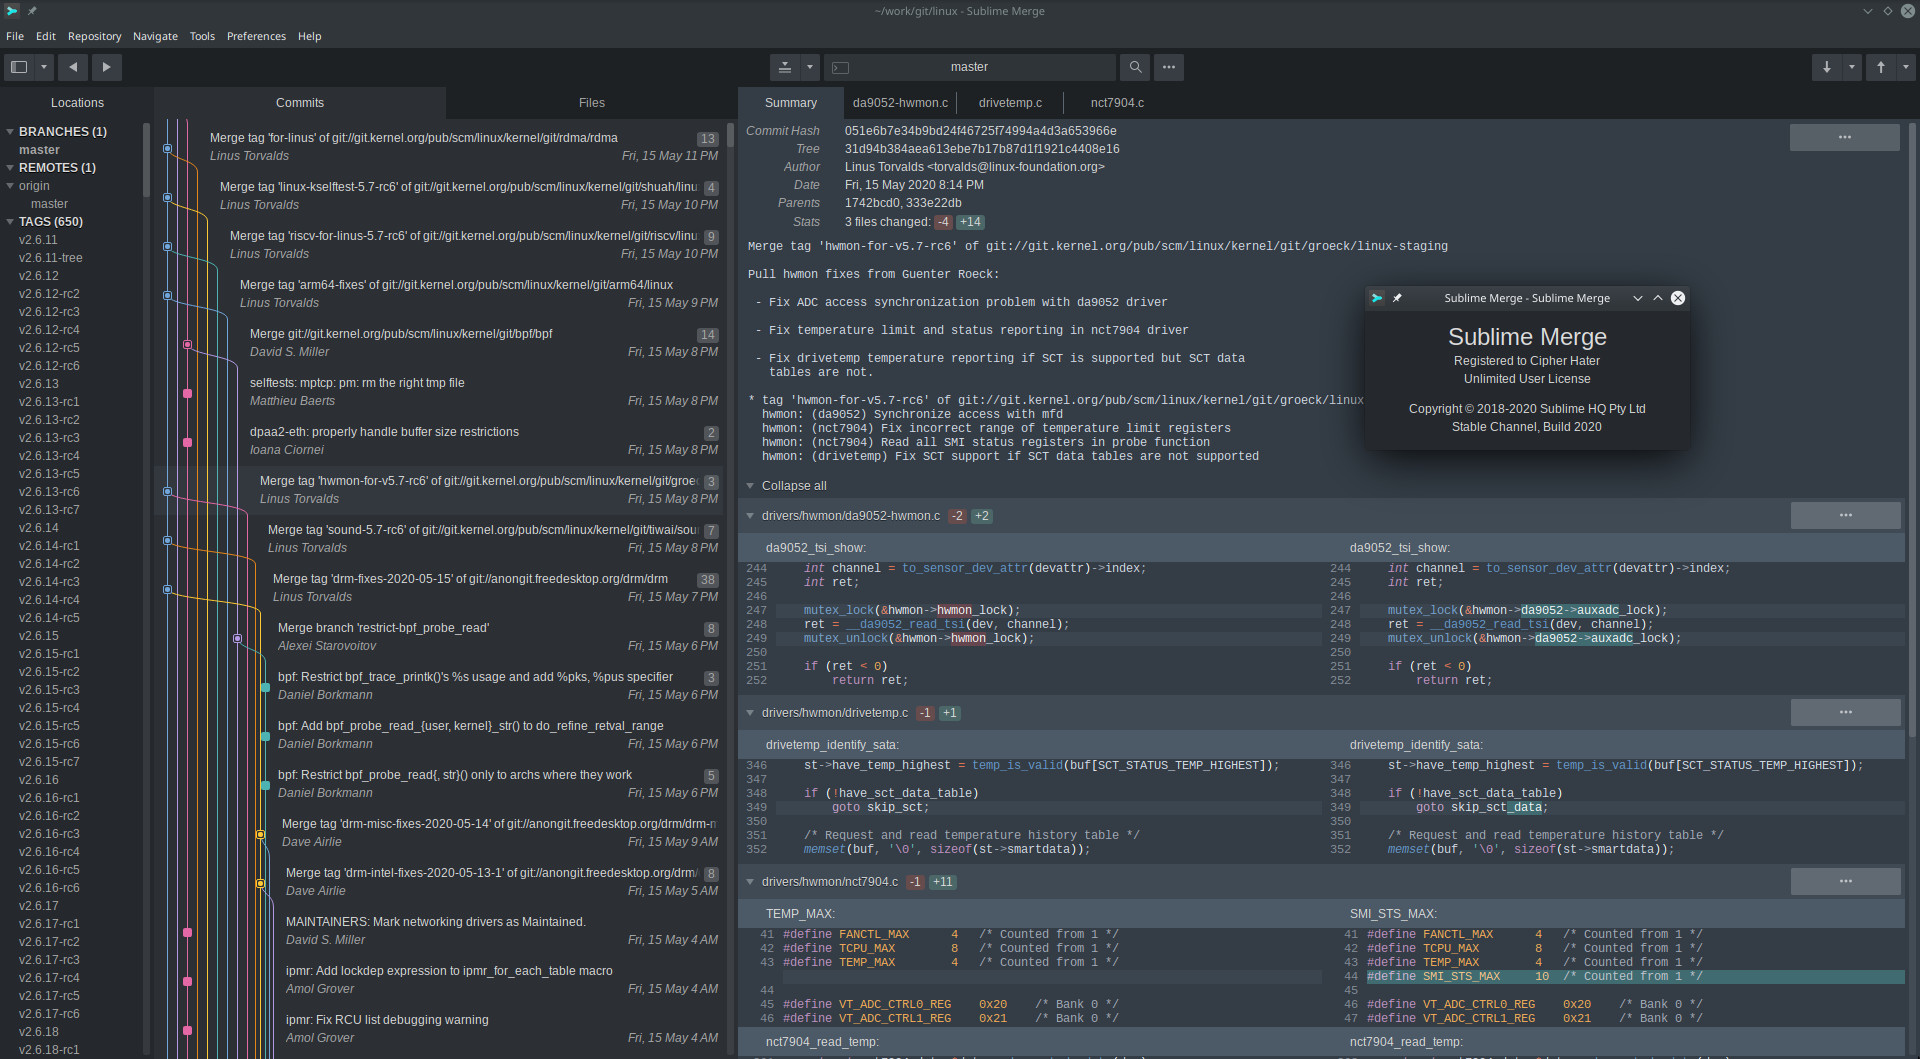 ~/work/git/linux - Sublime Merge
File Edit Repository Navigate Tools Preferences Help
master
Locations
BRANCHES (1)
master
REMOTES (1)
origin
master
TAGS (650)
v2.6.11
v2.6.11-tree
v2.6.12
v2.6.12-rc2
v2.6.12-rc3
v2.6.12-rc4
v2.6.12-rc5
v2.6.12-rc6
v2.6.13
v2.6.13-rc1
v2.6.13-rc2
v2.6.13-rc3
v2.6.13-rc4
v2.6.13-rc5
v2.6.13-rc6
v2.6.13-rc7
v2.6.14
v2.6.14-rc1
v2.6.14-rc2
v2.6.14-rc3
v2.6.14-rc4
v2.6.14-rc5
v2.6.15
v2.6.15-rc1
v2.6.15-rc2
v2.6.15-rc3
v2.6.15-rc4
v2.6.15-rc5
v2.6.15-rc6
v2.6.15-rc7
v2.6.16
v2.6.16-rc1
v2.6.16-rc2
v2.6.16-rc3
v2.6.16-rc4
v2.6.16-rc5
v2.6.16-rc6
v2.6.17
v2.6.17-rc1
v2.6.17-rc2
v2.6.17-rc3
v2.6.17-rc4
v2.6.17-rc5
v2.6.17-rc6
v2.6.18
v2.6.18-rc1
Commits Files
Merge tag 'for-linus' of git://git.kernel.org/pub/scm/linux/kernel/git/rdma/rdma 13
Linus Torvalds Fri, 15 May 11 PM
Merge tag 'linux-kselftest-5.7-rc6' of git://git.kernel.org/pub/scm/linux/kernel/git/shuah/linu 4
Linus Torvalds Fri, 15 May 10 PM
Merge tag 'riscv-for-linus-5.7-rc6' of git://git.kernel.org/pub/scm/linux/kernel/git/riscv/linu 9
Linus Torvalds Fri, 15 May 10 PM
Merge tag 'arm64-fixes' of git://git.kernel.org/pub/scm/linux/kernel/git/arm64/linux
Linus Torvalds Fri, 15 May 9 PM
Merge git://git.kernel.org/pub/scm/linux/kernel/git/bpf/bpf 14
David S. Miller Fri, 15 May 8 PM
selftests: mptcp: pm: rm the right tmp file
Matthieu Baerts Fri, 15 May 8 PM
dpaa2-eth: properly handle buffer size restrictions 2
Ioana Ciornei Fri, 15 May 8 PM
Merge tag 'hwmon-for-v5.7-rc6' of git://git.kernel.org/pub/scm/linux/kernel/git/groe 3
Linus Torvalds Fri, 15 May 8 PM
Merge tag 'sound-5.7-rc6' of git://git.kernel.org/pub/scm/linux/kernel/git/tiwai/sou 7
Linus Torvalds Fri, 15 May 8 PM
Merge tag 'drm-fixes-2020-05-15' of git://anongit.freedesktop.org/drm/drm 38
Linus Torvalds Fri, 15 May 7 PM
Merge branch 'restrict-bpf_probe_read' 8
Alexei Starovoitov Fri, 15 May 6 PM
bpf: Restrict bpf_trace_printk()'s %s usage and add %pks, %pus specifier 3
Daniel Borkmann Fri, 15 May 6 PM
bpf: Add bpf_probe_read_{user, kernel}_str() to do_refine_retval_range
Daniel Borkmann Fri, 15 May 6 PM
bpf: Restrict bpf_probe_read{, str}() only to archs where they work 5
Daniel Borkmann Fri, 15 May 6 PM
Merge tag 'drm-misc-fixes-2020-05-14' of git://anongit.freedesktop.org/drm/drm-m
Dave Airlie Fri, 15 May 9 AM
Merge tag 'drm-intel-fixes-2020-05-13-1' of git://anongit.freedesktop.org/drm/ 8
Dave Airlie Fri, 15 May 5 AM
MAINTAINERS: Mark networking drivers as Maintained.
David S. Miller Fri, 15 May 4 AM
ipmr: Add lockdep expression to ipmr_for_each_table macro
Amol Grover Fri, 15 May 4 AM
ipmr: Fix RCU list debugging warning
Amol Grover Fri, 15 May 4 AM
Summary da9052-hwmon.c drivetemp.c nct7904.c
Commit Hash 051e6b7e34b9bd24f46725f74994a4d3a653966e
Tree 31d94b384aea613ebe7b17b87d1f1921c4408e16
Author Linus Torvalds <torvalds@linux-foundation.org>
Date Fri, 15 May 2020 8:14 PM
Parents 1742bcd0, 333e22db
Stats 3 files changed: -4 +14
Merge tag 'hwmon-for-v5.7-rc6' of git://git.kernel.org/pub/scm/linux/kernel/git/groeck/linux-staging
Pull hwmon fixes from Guenter Roeck:
- Fix ADC access synchronization problem with da9052 driver
- Fix temperature limit and status reporting in nct7904 driver
- Fix drivetemp temperature reporting if SCT is supported but SCT data
tables are not.
* tag 'hwmon-for-v5.7-rc6' of git://git.kernel.org/pub/scm/linux/kernel/git/groeck/linux
hwmon: (da9052) Synchronize access with mfd
hwmon: (nct7904) Fix incorrect range of temperature limit registers
hwmon: (nct7904) Read all SMI status registers in probe function
hwmon: (drivetemp) Fix SCT support if SCT data tables are not supported
Sublime Merge - Sublime Merge
Sublime Merge
Registered to Cipher Hater
Unlimited User License
Copyright © 2018-2020 Sublime HQ Pty Ltd
Stable Channel, Build 2020
Collapse all
drivers/hwmon/da9052-hwmon.c -2 +2
da9052_tsi_show: da9052_tsi_show:
244 int channel = to_sensor_dev_attr(devattr)->index; 244 int channel = to_sensor_dev_attr(devattr)->index;
245 int ret; 245 int ret;
246 246
247 mutex_lock(&hwmon->hwmon_lock); 247 mutex_lock(&hwmon->da9052->auxadc_lock);
248 ret = __da9052_read_tsi(dev, channel); 248 ret = __da9052_read_tsi(dev, channel);
249 mutex_unlock(&hwmon->hwmon_lock); 249 mutex_unlock(&hwmon->da9052->auxadc_lock);
250 250
251 if (ret < 0) 251 if (ret < 0)
252 return ret; 252 return ret;
drivers/hwmon/drivetemp.c -1 +1
drivetemp_identify_sata: drivetemp_identify_sata:
346 st->have_temp_highest = temp_is_valid(buf[SCT_STATUS_TEMP_HIGHEST]); 346 st->have_temp_highest = temp_is_valid(buf[SCT_STATUS_TEMP_HIGHEST]);
347 347
348 if (!have_sct_data_table) 348 if (!have_sct_data_table)
349 goto skip_sct; 349 goto skip_sct_data;
350 350
351 /* Request and read temperature history table */ 351 /* Request and read temperature history table */
352 memset(buf, '\0', sizeof(st->smartdata)); 352 memset(buf, '\0', sizeof(st->smartdata));
drivers/hwmon/nct7904.c -1 +11
TEMP_MAX: SMI_STS_MAX:
41 #define FANCTL_MAX 4 /* Counted from 1 */ 41 #define FANCTL_MAX 4 /* Counted from 1 */
42 #define TCPU_MAX 8 /* Counted from 1 */ 42 #define TCPU_MAX 8 /* Counted from 1 */
43 #define TEMP_MAX 4 /* Counted from 1 */ 43 #define TEMP_MAX 4 /* Counted from 1 */
44 #define SMI_STS_MAX 10 /* Counted from 1 */
44 45
45 #define VT_ADC_CTRL0_REG 0x20 /* Bank 0 */ 46 #define VT_ADC_CTRL0_REG 0x20 /* Bank 0 */
46 #define VT_ADC_CTRL1_REG 0x21 /* Bank 0 */ 47 #define VT_ADC_CTRL1_REG 0x21 /* Bank 0 */
nct7904_read_temp: nct7904_read_temp: